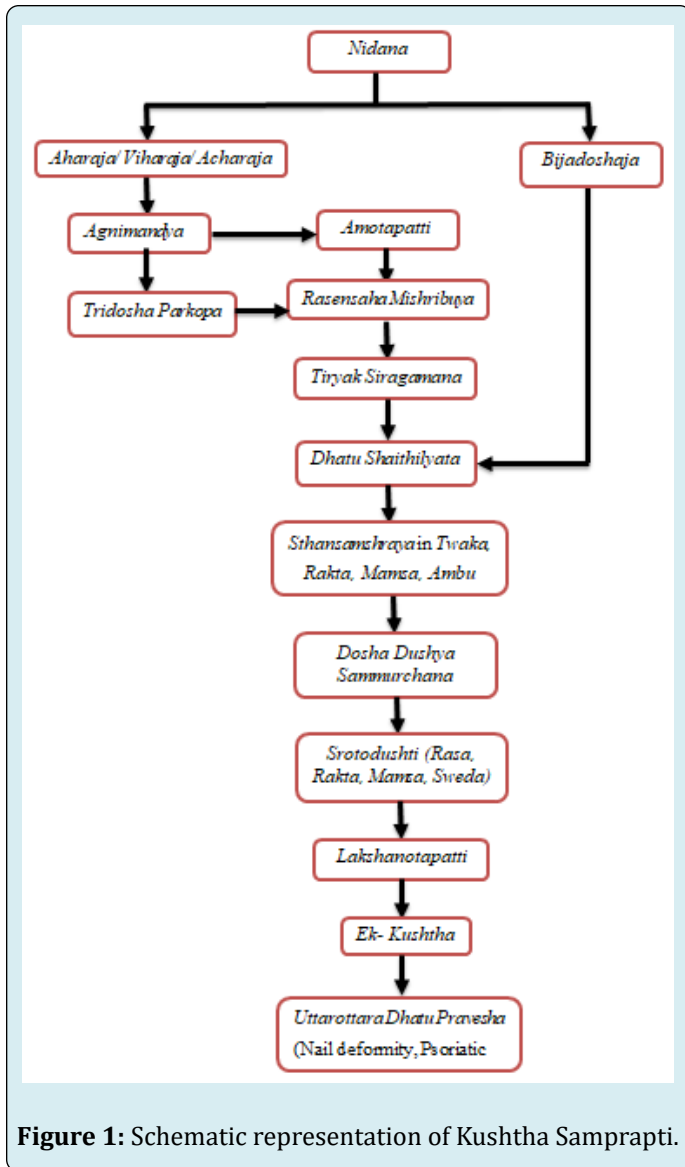 Nidana
Aharaja/ Viharaja/ Acharaja
Bijadoshaja
Agnimandya
Amotapatti
Tridosha Parkopa
Rasensaha Mishribuya
Tiryak Siragamana
Dhatu Shaithilyata
Sthansamshraya in Twaka,
Rakta, Mamsa, Ambu
Dosha Dushya
Sammurchana
Srotodushti (Rasa,
Rakta, Mamsa, Sweda)
Lakshanotapatti
Ek- Kushtha
Uttarottara Dhatu Pravesha
(Nail deformity, Psoriatic
Figure 1: Schematic representation of Kushtha Samprapti.